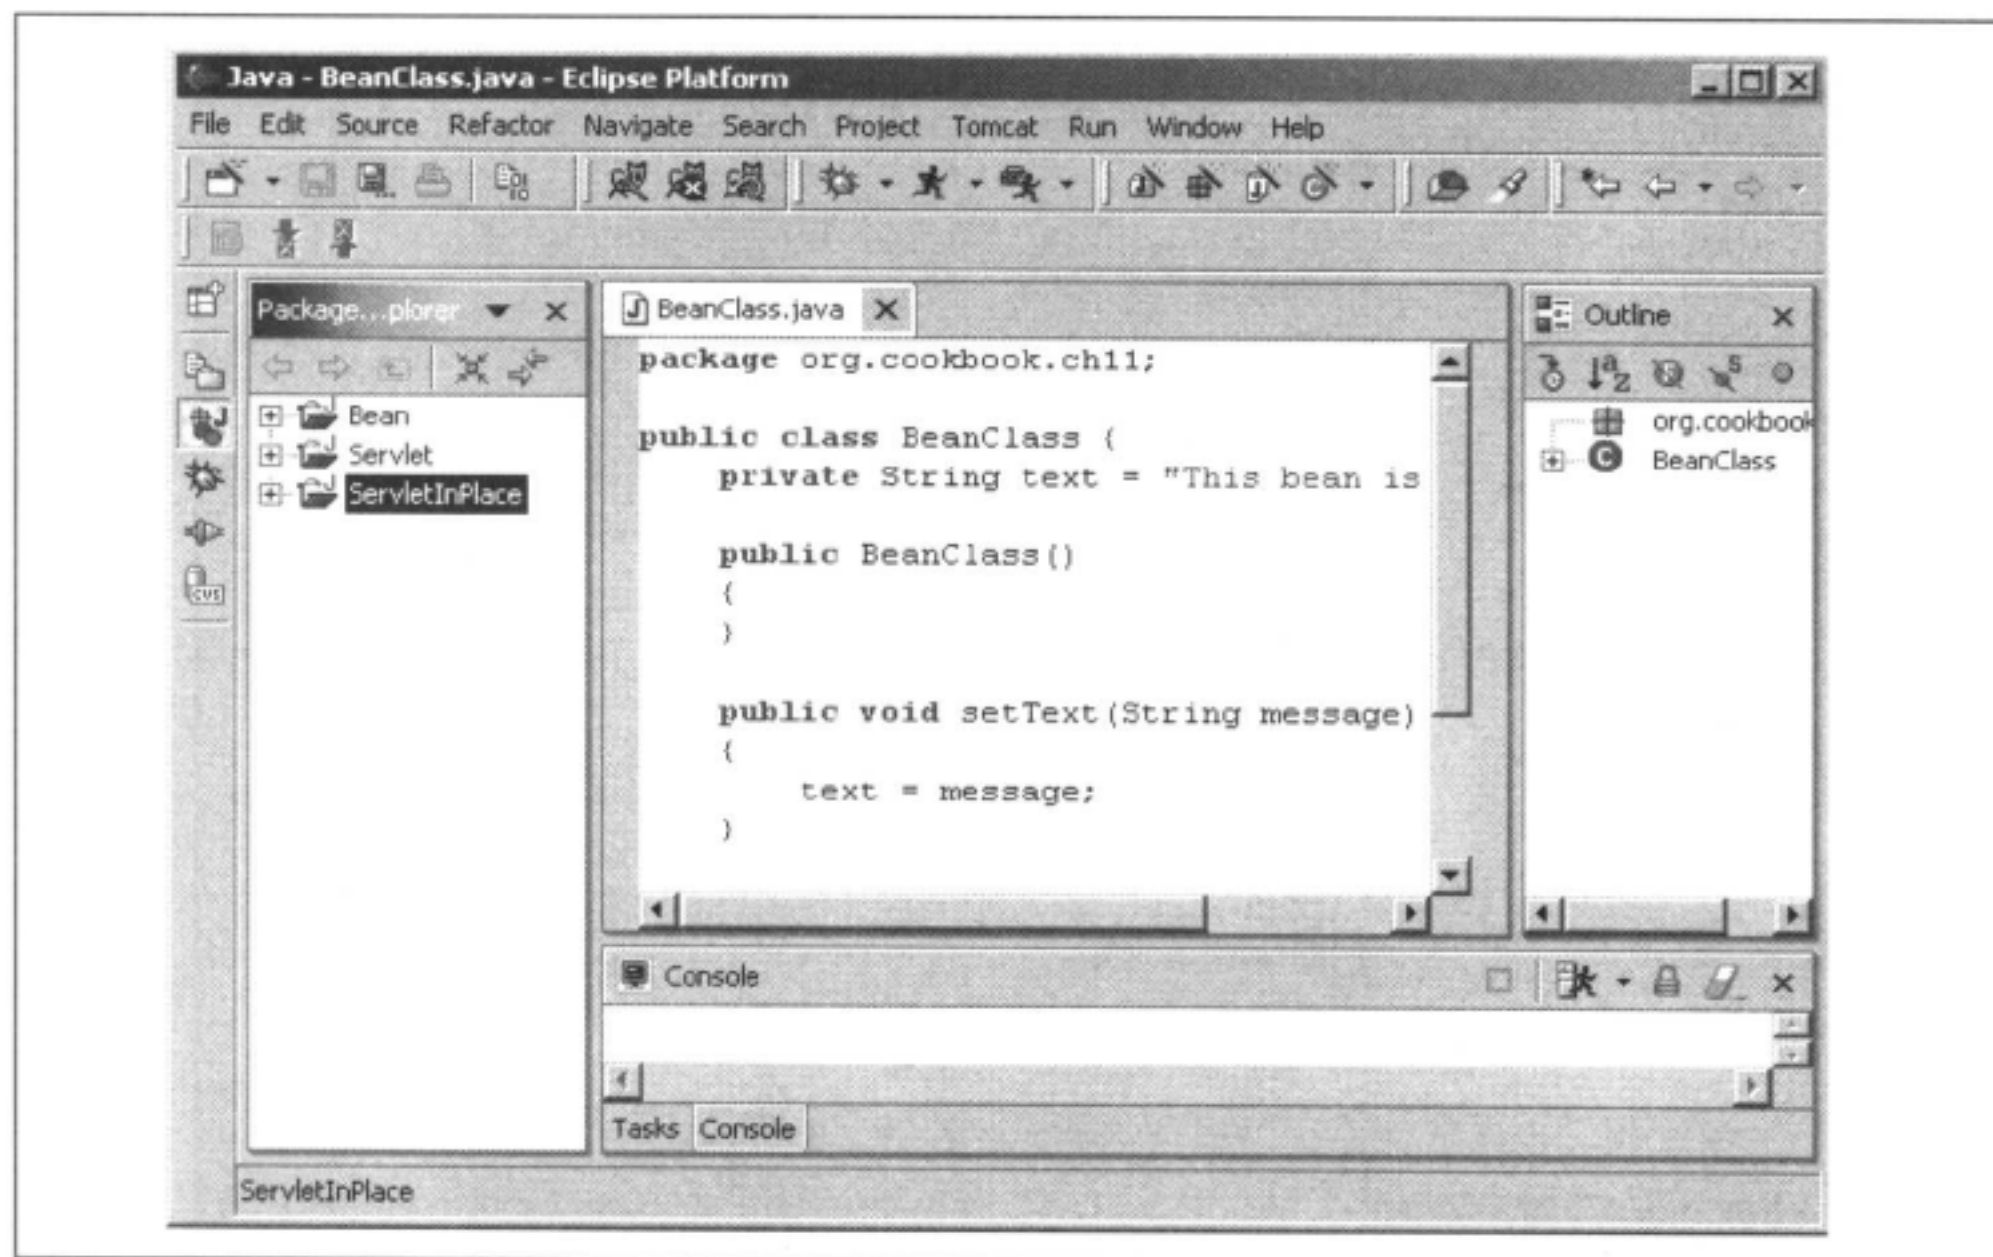 Java - BeanClass.java - Eclipse Platform
File Edit Source Refactor Navigate Search Project Tomcat Run Window Help
Package...plorer
Bean
Servlet
ServletInPlace
BeanClass.java
package org.cookbook.ch11;
public class BeanClass {
private String text = "This bean is
public BeanClass()
{
}
public void setText(String message)
{
text = message;
}
Outline
org.cookbook
BeanClass
Console
Tasks Console
ServletInPlace